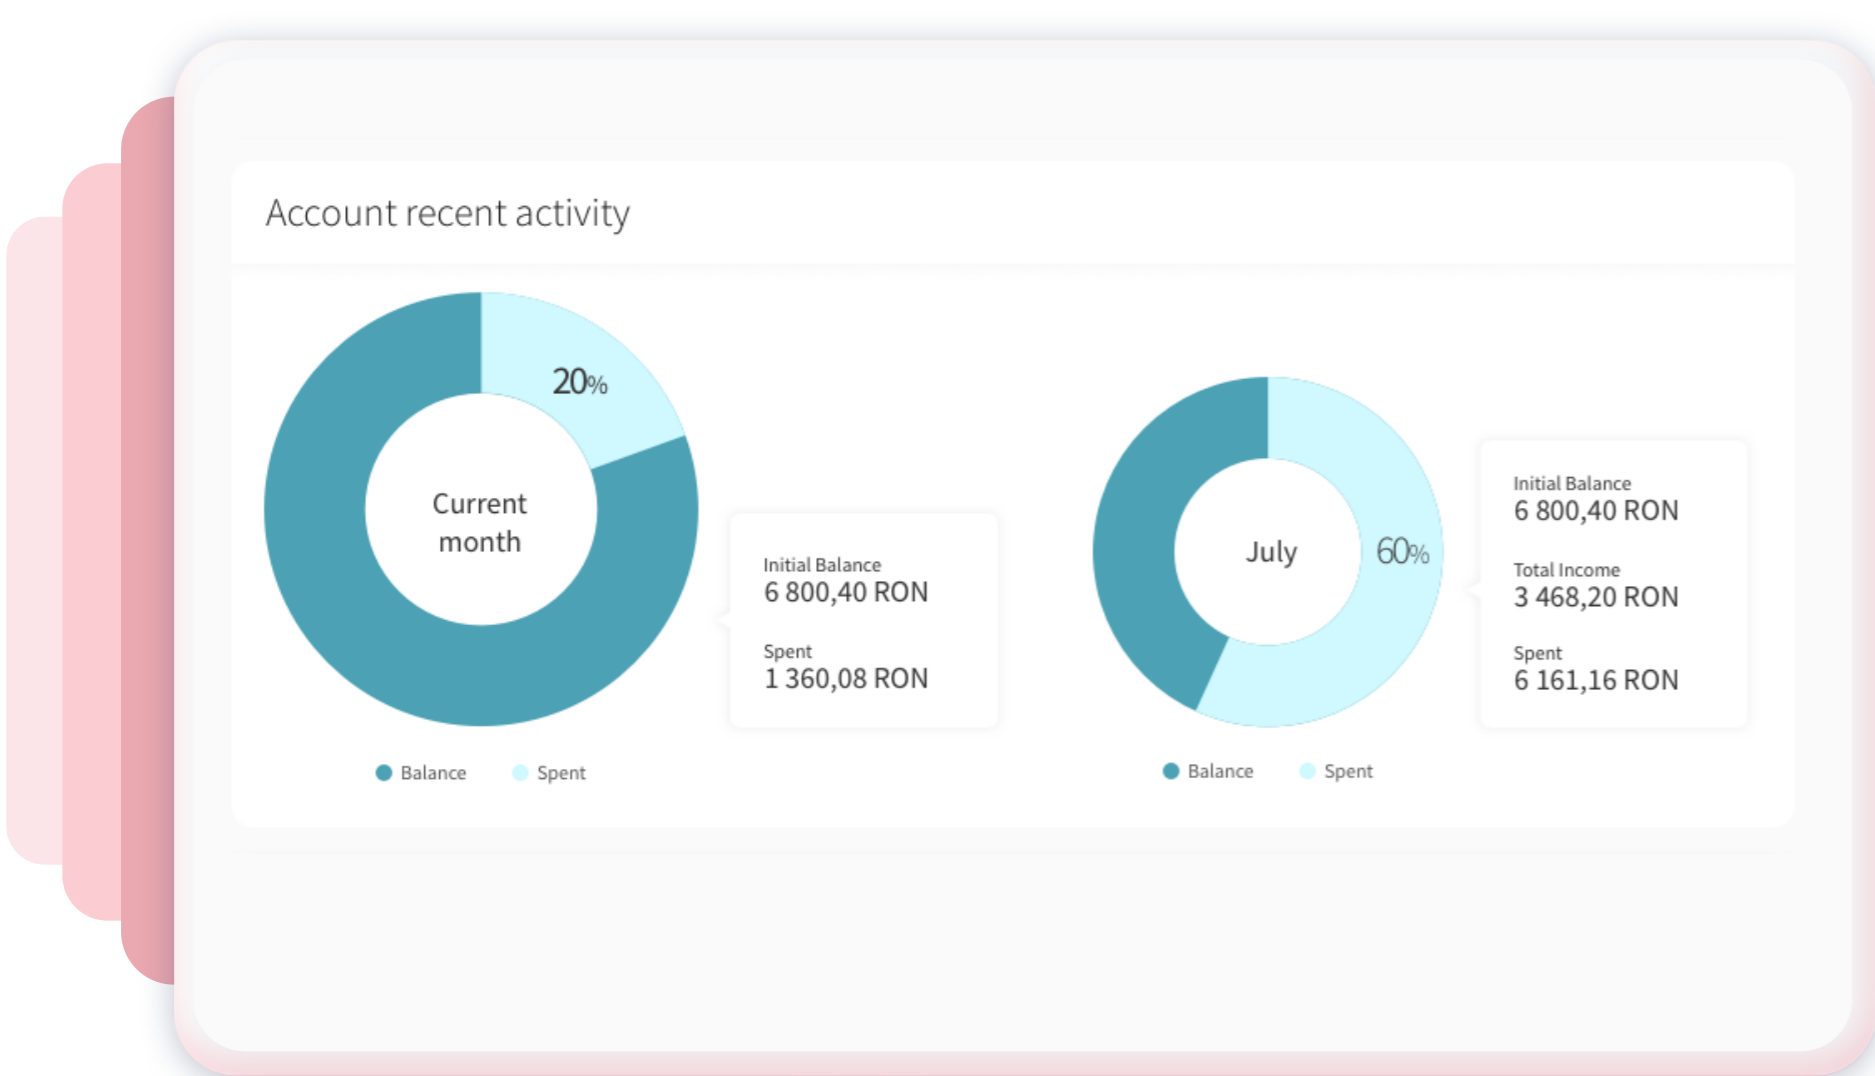 Account recent activity
20%
Current
month
Initial Balance
6 800,40 RON
Spent
1 360,08 RON
Balance
Spent
60%
July
Initial Balance
6 800,40 RON
Total Income
3 468,20 RON
Spent
6 161,16 RON
Balance
Spent